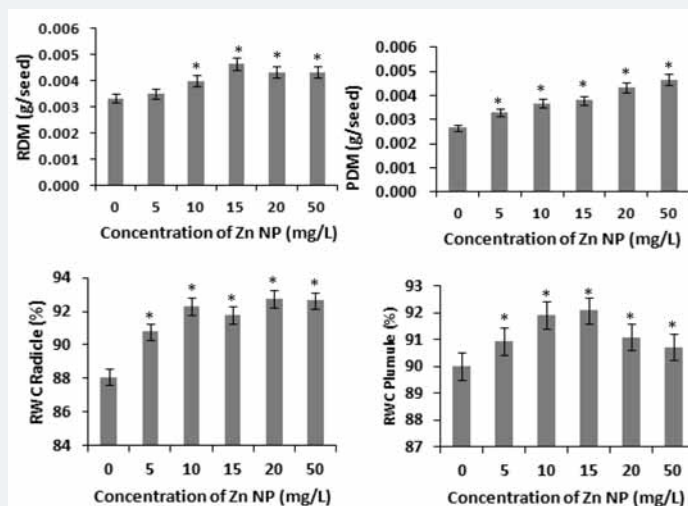 RDM (g/seed)
0.006
0.005
0.004
0.003
0.002
0.001
0.000
* * * *
0 5 10 15 20 50
Concentration of Zn NP (mg/L)
PDM (g/seed)
0.006
0.005
0.004
0.003
0.002
0.001
0.000
* * * * *
0 5 10 15 20 50
Concentration of Zn NP (mg/L)
RWC Radicle (%)
94
92
90
88
86
84
* * * * *
0 5 10 15 20 50
Concentration of Zn NP (mg/L)
RWC Plumule (%)
93
92
91
90
89
88
87
* * * * *
0 5 10 15 20 50
Concentration of Zn NP (mg/L)